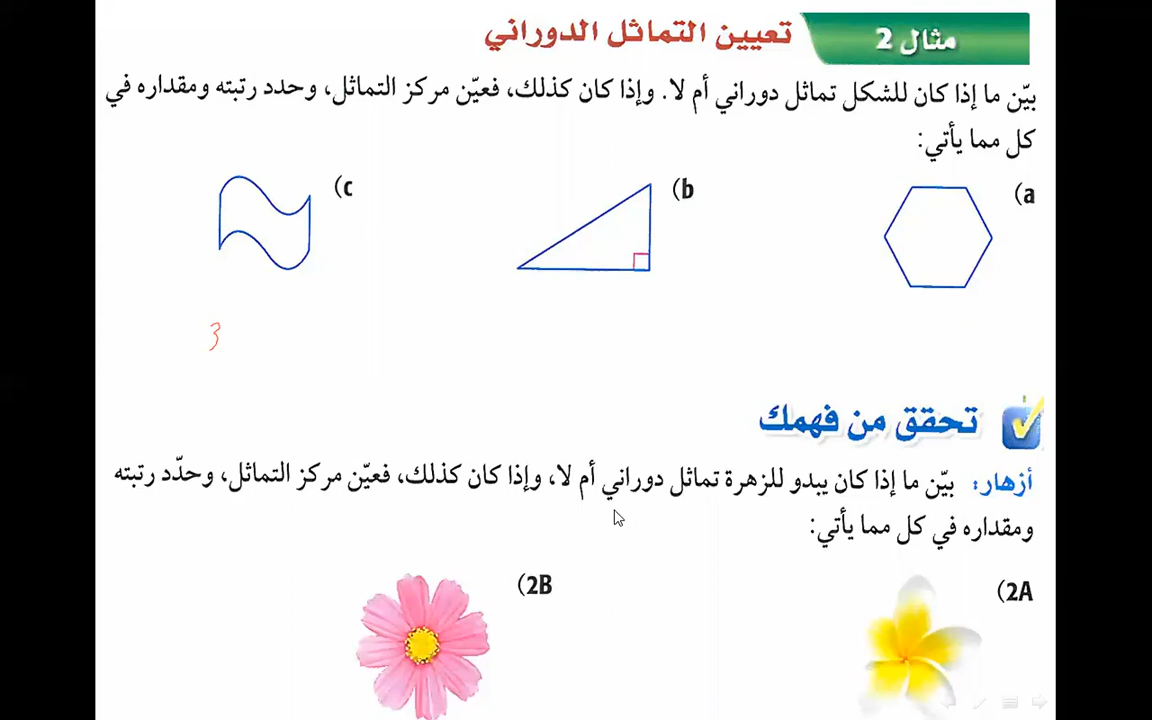 مثال 2 تعيين التماثل الدوراني
بيّن ما إذا كان للشكل تماثل دوراني أم لا. وإذا كان كذلك، فعيّن مركز التماثل، وحدد رتبته ومقداره في
كل مما يأتي:
(a (b (c
3
تحقق من فهمك
أزهار: بيّن ما إذا كان يبدو للزهرة تماثل دوراني أم لا، وإذا كان كذلك، فعيّن مركز التماثل، وحدّد رتبته
ومقداره في كل مما يأتي:
(2A (2B